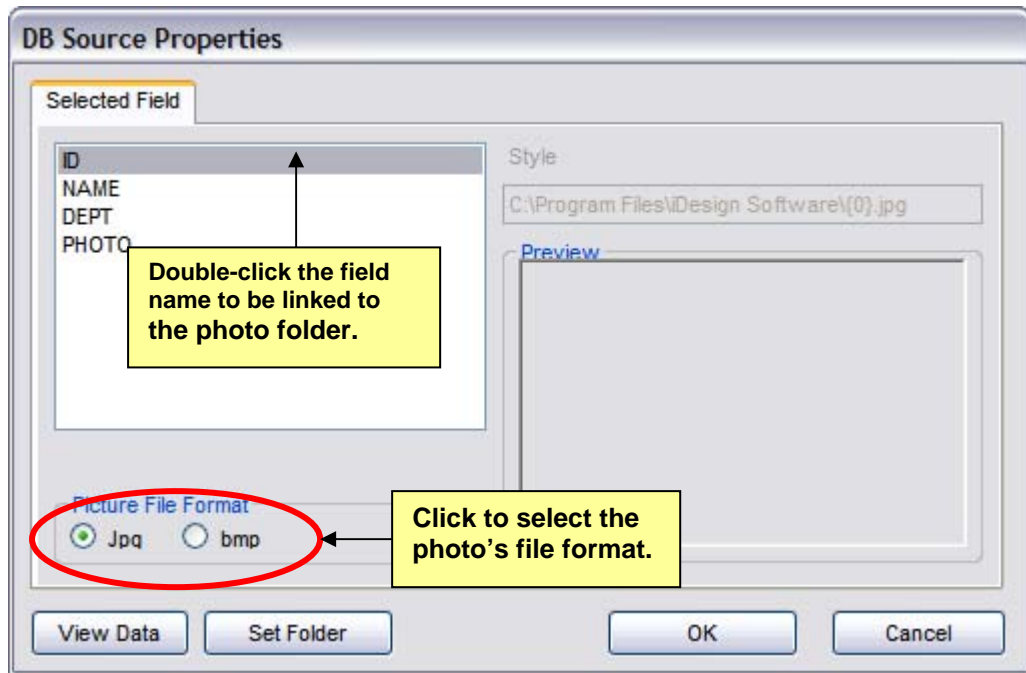 DB Source Properties
Selected Field
ID
NAME
DEPT
PHOTO
Style
C:\Program Files\iDesign Software\{0}.jpg
Preview
Double-click the field
name to be linked to
the photo folder.
Picture File Format
Jpg
bmp
Click to select the
photo’s file format.
View Data
Set Folder
OK
Cancel